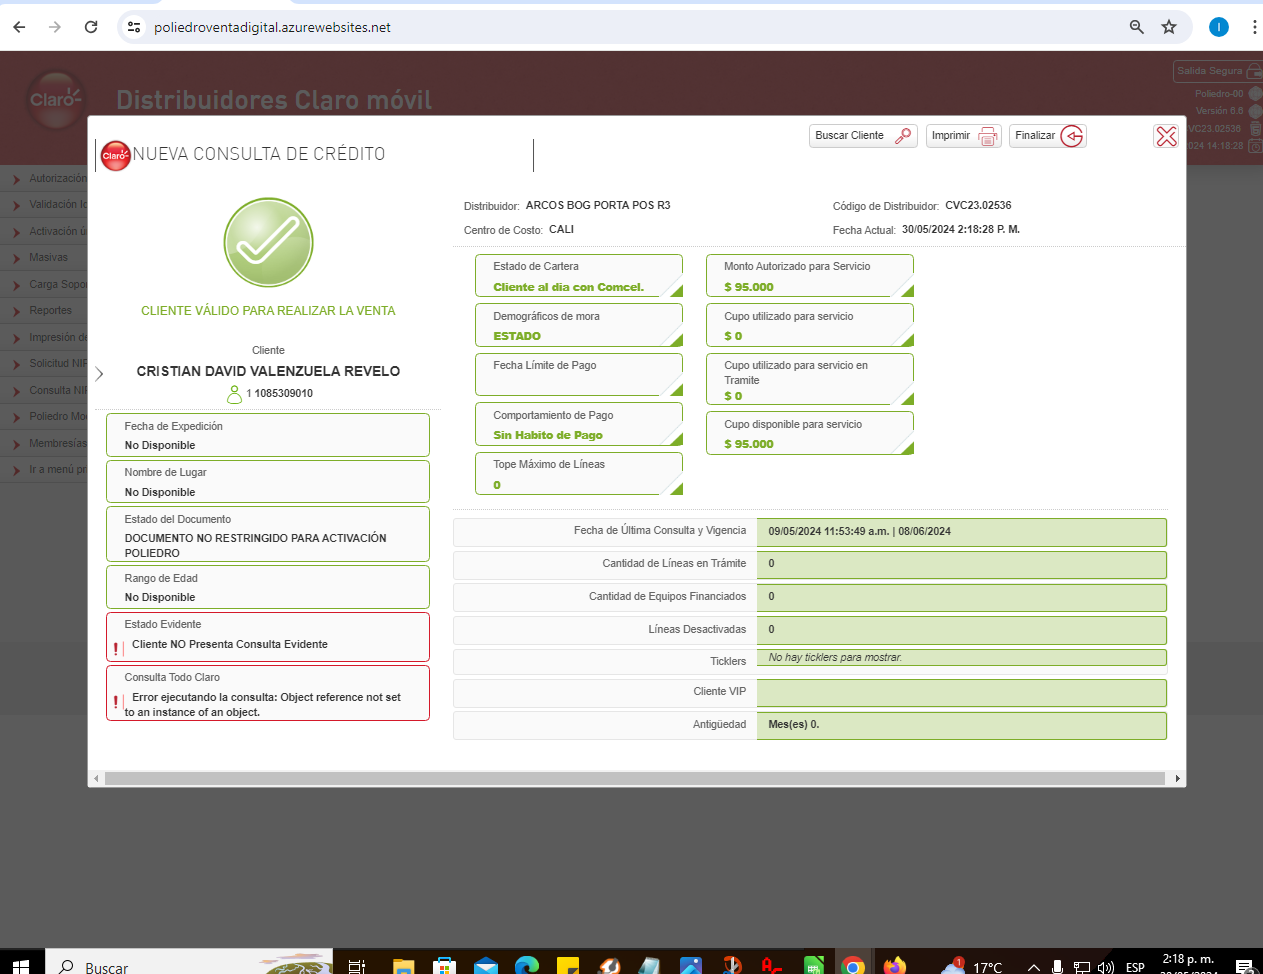 poliedroventadigital.azurewebsites.net
I
Salida Segura
Claro
Distribuidores Claro móvil
Poliedro-00
Versión 6.6
CVC23.02536
2024 14:18:28
Autorización
Validación
Activación
Masivas
Carga Sopo
Reportes
Impresión de
Solicitud NIP
Consulta NIP
Poliedro Mo
Membresías
Ir a menú pr
Claro
NUEVA CONSULTA DE CRÉDITO
Buscar Cliente
Imprimir
Finalizar
CLIENTE VÁLIDO PARA REALIZAR LA VENTA
Cliente
CRISTIAN DAVID VALENZUELA REVELO
1 1085309010
Fecha de Expedición
No Disponible
Nombre de Lugar
No Disponible
Estado del Documento
DOCUMENTO NO RESTRINGIDO PARA ACTIVACIÓN
POLIEDRO
Rango de Edad
No Disponible
Estado Evidente
! Cliente NO Presenta Consulta Evidente
Consulta Todo Claro
! Error ejecutando la consulta: Object reference not set
to an instance of an object.
Distribuidor: ARCOS BOG PORTA POS R3
Código de Distribuidor: CVC23.02536
Centro de Costo: CALI
Fecha Actual: 30/05/2024 2:18:28 P. M.
Estado de Cartera
Cliente al dia con Comcel.
Demográficos de mora
ESTADO
Fecha Límite de Pago
Comportamiento de Pago
Sin Habito de Pago
Tope Máximo de Líneas
0
Monto Autorizado para Servicio
$ 95.000
Cupo utilizado para servicio
$ 0
Cupo utilizado para servicio en
Tramite
$ 0
Cupo disponible para servicio
$ 95.000
Fecha de Última Consulta y Vigencia 09/05/2024 11:53:49 a.m. | 08/06/2024
Cantidad de Líneas en Trámite 0
Cantidad de Equipos Financiados 0
Líneas Desactivadas 0
Ticklers No hay ticklers para mostrar.
Cliente VIP
Antigüedad Mes(es) 0.
Buscar
1
17°C
ESP
2:18 p. m.